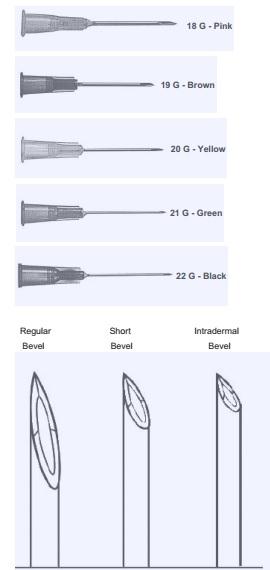 18 G - Pink
19 G - Brown
20 G - Yellow
21 G - Green
22 G - Black
Regular Short Intradermal
Bevel Bevel Bevel